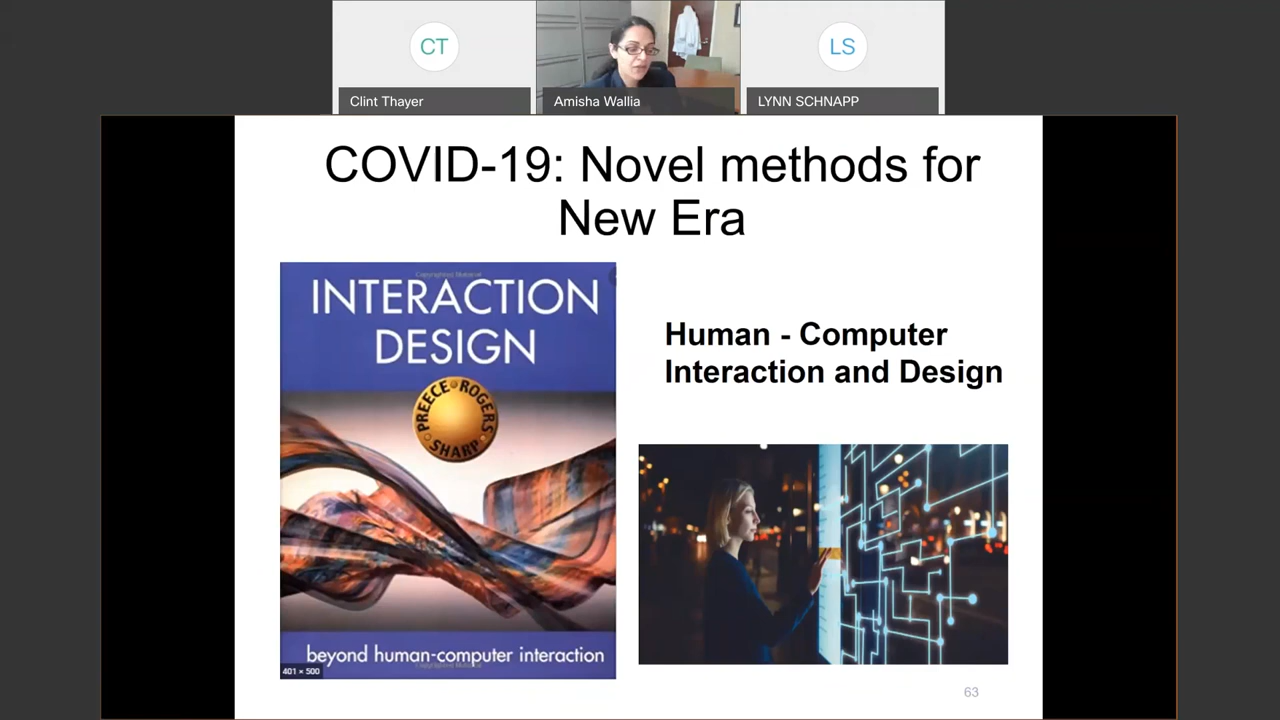 CT
LS
Clint Thayer
Amisha Wallia
LYNN SCHNAPP
COVID-19: Novel methods for
New Era
INTERACTION
DESIGN
PREECE • ROGERS
SHARP
beyond human-computer interaction
401 × 500
Human - Computer
Interaction and Design
63